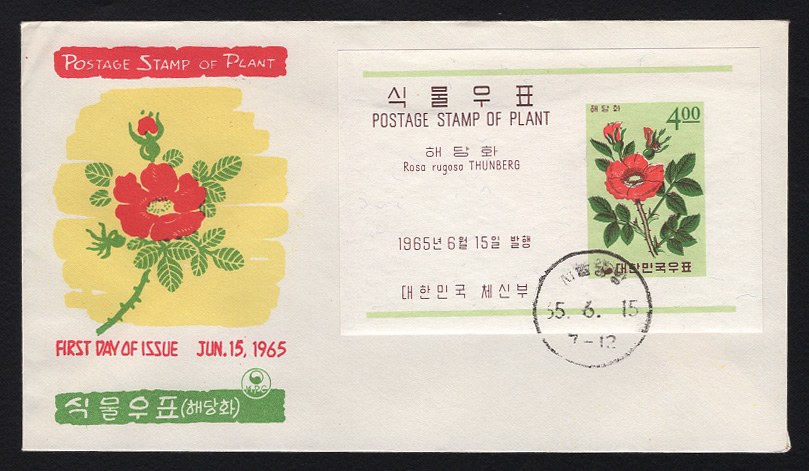 POSTAGE STAMP OF PLANT
FIRST DAY OF ISSUE JUN. 15, 1965
식물우표(해당화)
식물우표
POSTAGE STAMP OF PLANT
해당화
Rosa rugosa THUNBERG
1965년 6월 15일 발행
대한민국 체신부
해당화
4.00
대한민국우표
65. 6. 15